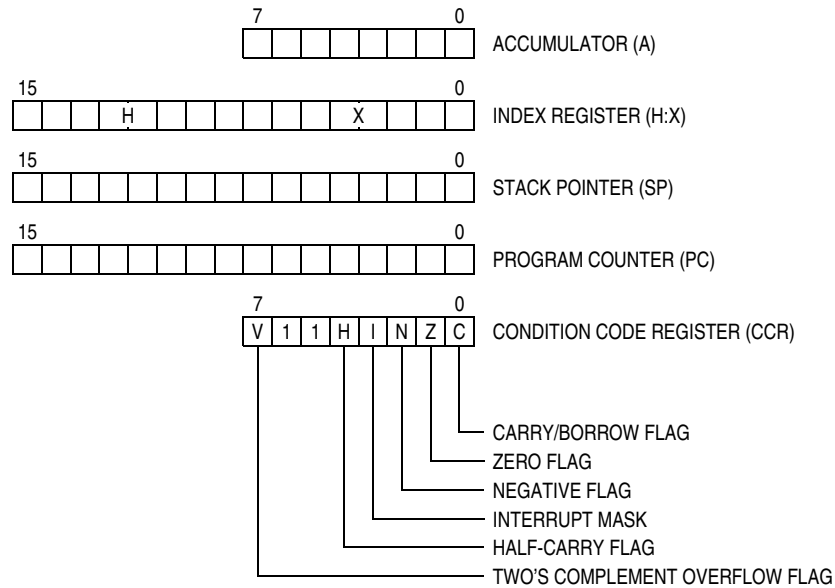 7 0
ACCUMULATOR (A)
15 0
H X INDEX REGISTER (H:X)
15 0
STACK POINTER (SP)
15 0
PROGRAM COUNTER (PC)
7 0
V 1 1 H I N Z C CONDITION CODE REGISTER (CCR)
CARRY/BORROW FLAG
ZERO FLAG
NEGATIVE FLAG
INTERRUPT MASK
HALF-CARRY FLAG
TWO'S COMPLEMENT OVERFLOW FLAG